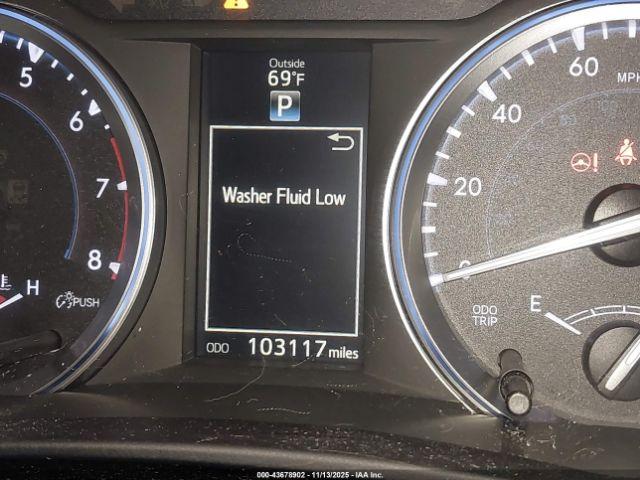 Outside
69°F
P
5
6
7
8
H
PUSH
Washer Fluid Low
ODO 103117 miles
60
MPH
40
20
0
ODO
TRIP
E
000-43678902 - 11/13/2025 - IAA Inc.